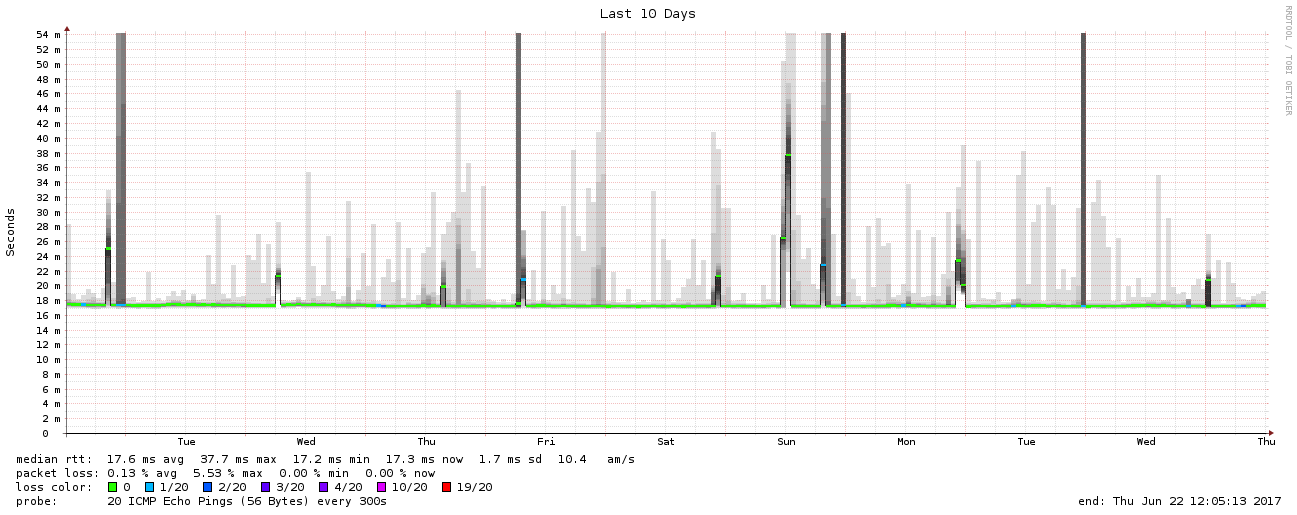 Last 10 Days
RRDTOOL / TOBI OETIKER
Seconds
54 m
52 m
50 m
48 m
46 m
44 m
42 m
40 m
38 m
36 m
34 m
32 m
30 m
28 m
26 m
24 m
22 m
20 m
18 m
16 m
14 m
12 m
10 m
8 m
6 m
4 m
2 m
0
Tue Wed Thu Fri Sat Sun Mon Tue Wed Thu
median rtt: 17.6 ms avg 37.7 ms max 17.2 ms min 17.3 ms now 1.7 ms sd 10.4 am/s
packet loss: 0.13 % avg 5.53 % max 0.00 % min 0.00 % now
loss color: 0 1/20 2/20 3/20 4/20 10/20 19/20
probe: 20 ICMP Echo Pings (56 Bytes) every 300s end: Thu Jun 22 12:05:13 2017